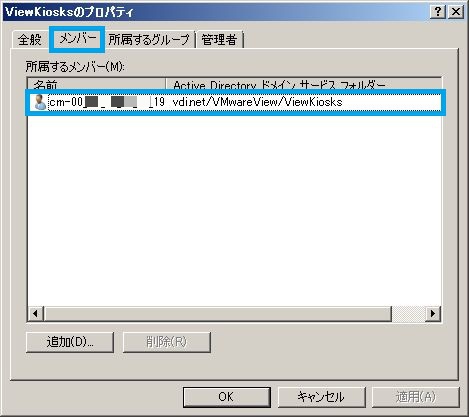 ViewKiosksのプロパティ
全般 メンバー 所属するグループ 管理者
所属するメンバー(M):
名前 Active Directory ドメイン サービス フォルダー
cm-00 _ _ _19 vdi.net/VMwareView/ViewKiosks
追加(D)... 削除(R)
OK キャンセル 適用(A)